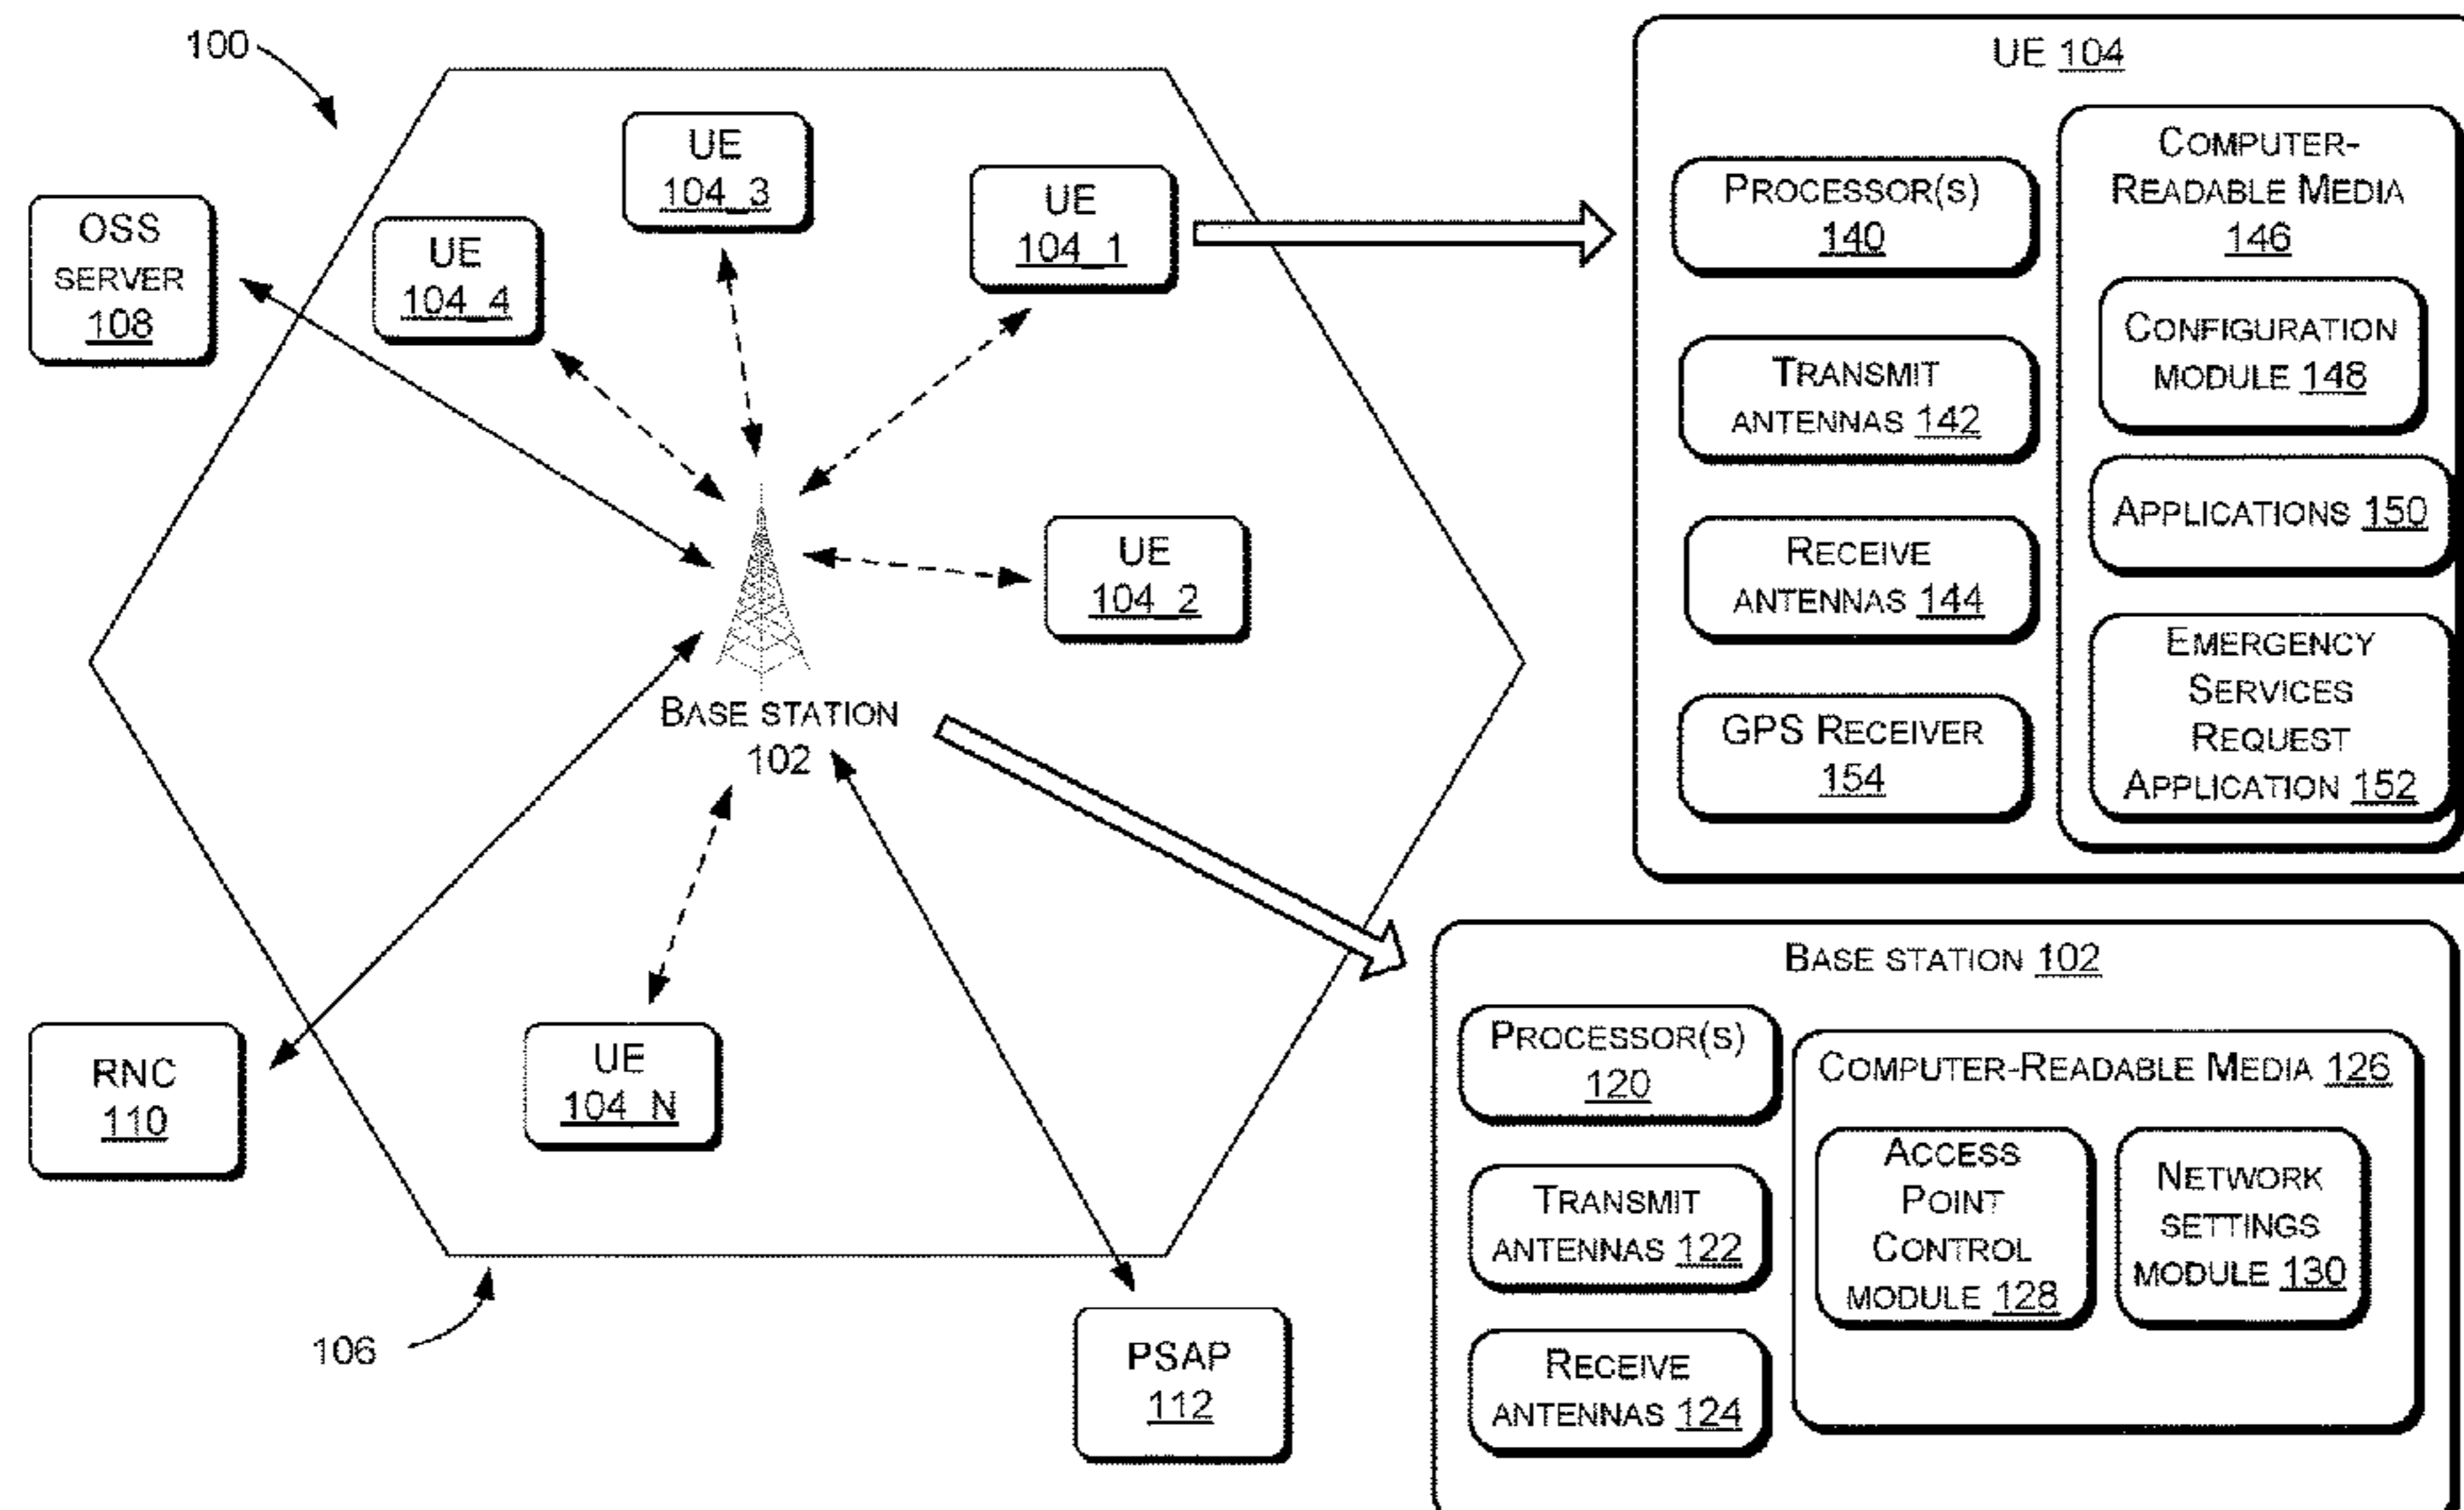 100
OSS
SERVER
108
UE
104_4
UE
104_3
UE
104_1
UE
104_2
BASE STATION
102
UE
104_N
RNC
110
106
PSAP
112
UE 104
PROCESSOR(S)
140
TRANSMIT
ANTENNAS 142
RECEIVE
ANTENNAS 144
GPS RECEIVER
154
COMPUTER-
READABLE MEDIA
146
CONFIGURATION
MODULE 148
APPLICATIONS 150
EMERGENCY
SERVICES
REQUEST
APPLICATION 152
BASE STATION 102
PROCESSOR(S)
120
TRANSMIT
ANTENNAS 122
RECEIVE
ANTENNAS 124
COMPUTER-READABLE MEDIA 126
ACCESS
POINT
CONTROL
MODULE 128
NETWORK
SETTINGS
MODULE 130